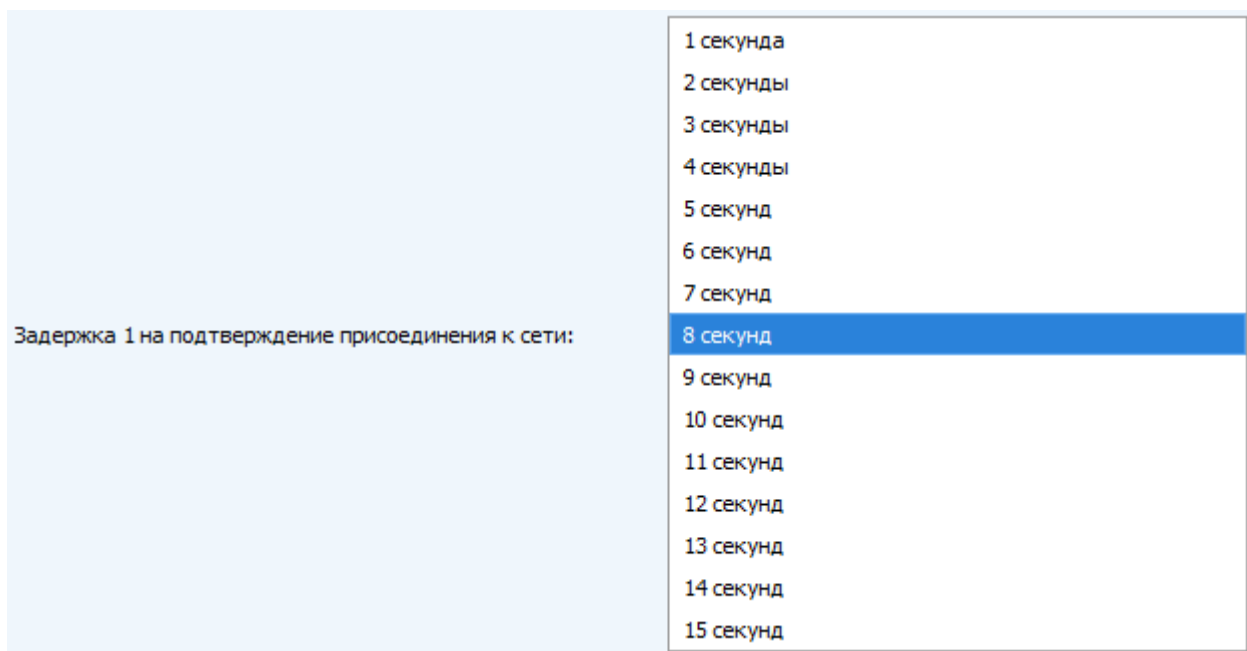 1 секунда
2 секунды
3 секунды
4 секунды
5 секунд
6 секунд
7 секунд
Задержка 1 на подтверждение присоединения к сети:
8 секунд
9 секунд
10 секунд
11 секунд
12 секунд
13 секунд
14 секунд
15 секунд